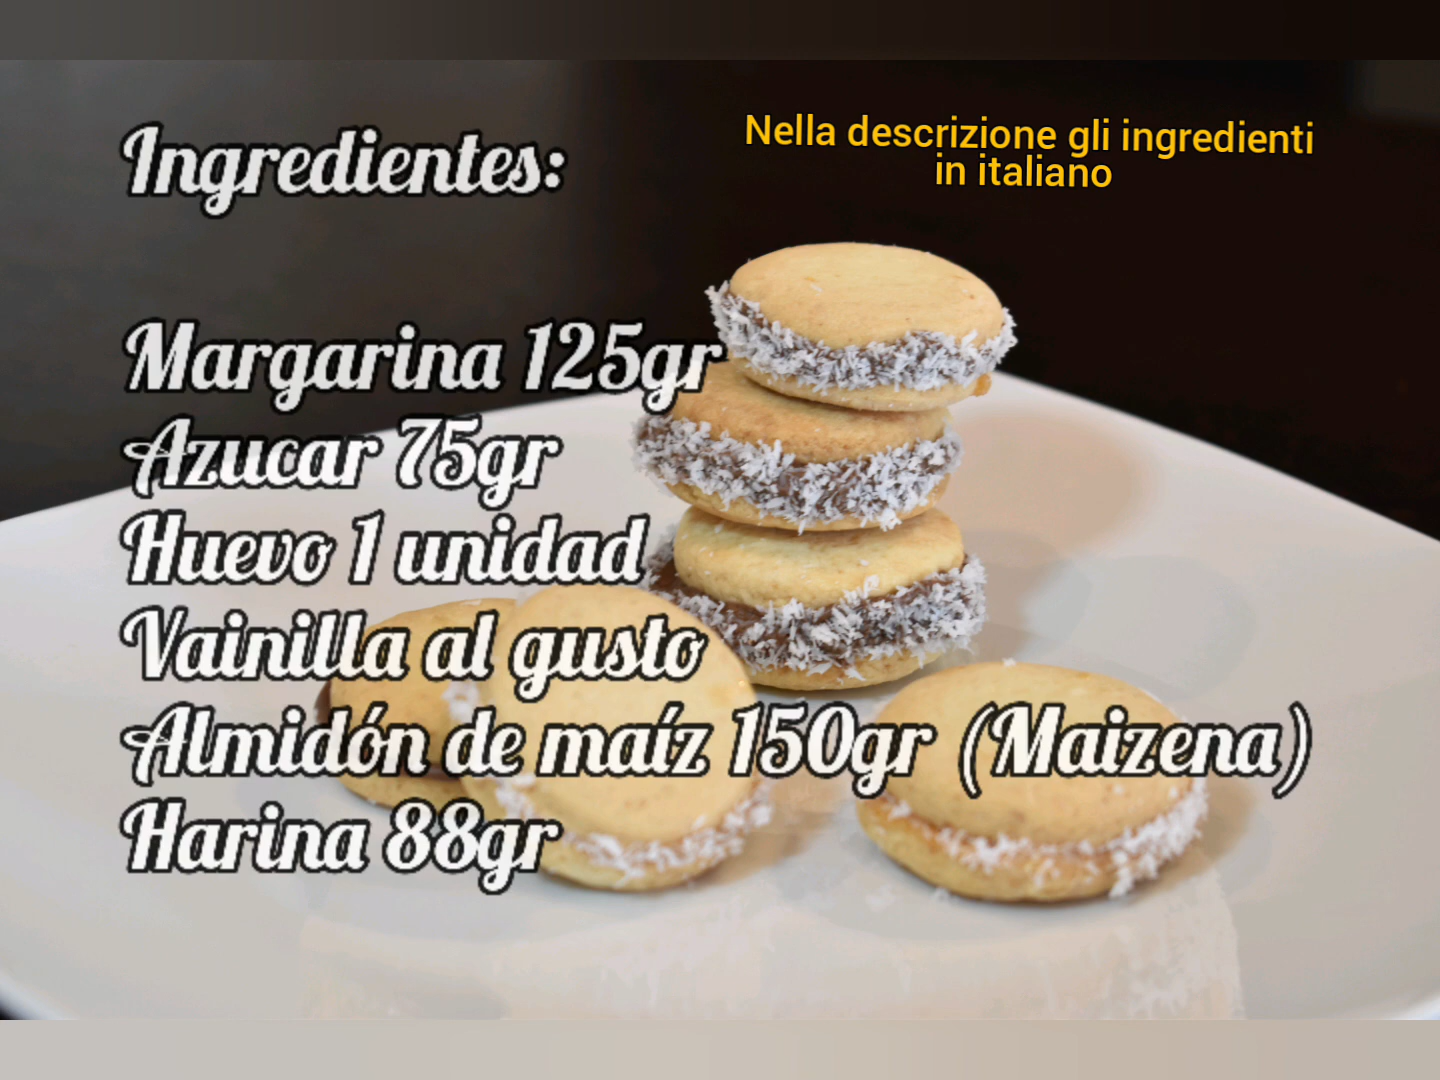 Ingredientes:
Nella descrizione gli ingredienti
in italiano
Margarina 125gr
Azucar 75gr
Huevo 1 unidad
Vainilla al gusto
Almidón de maíz 150gr (Maizena)
Harina 88gr